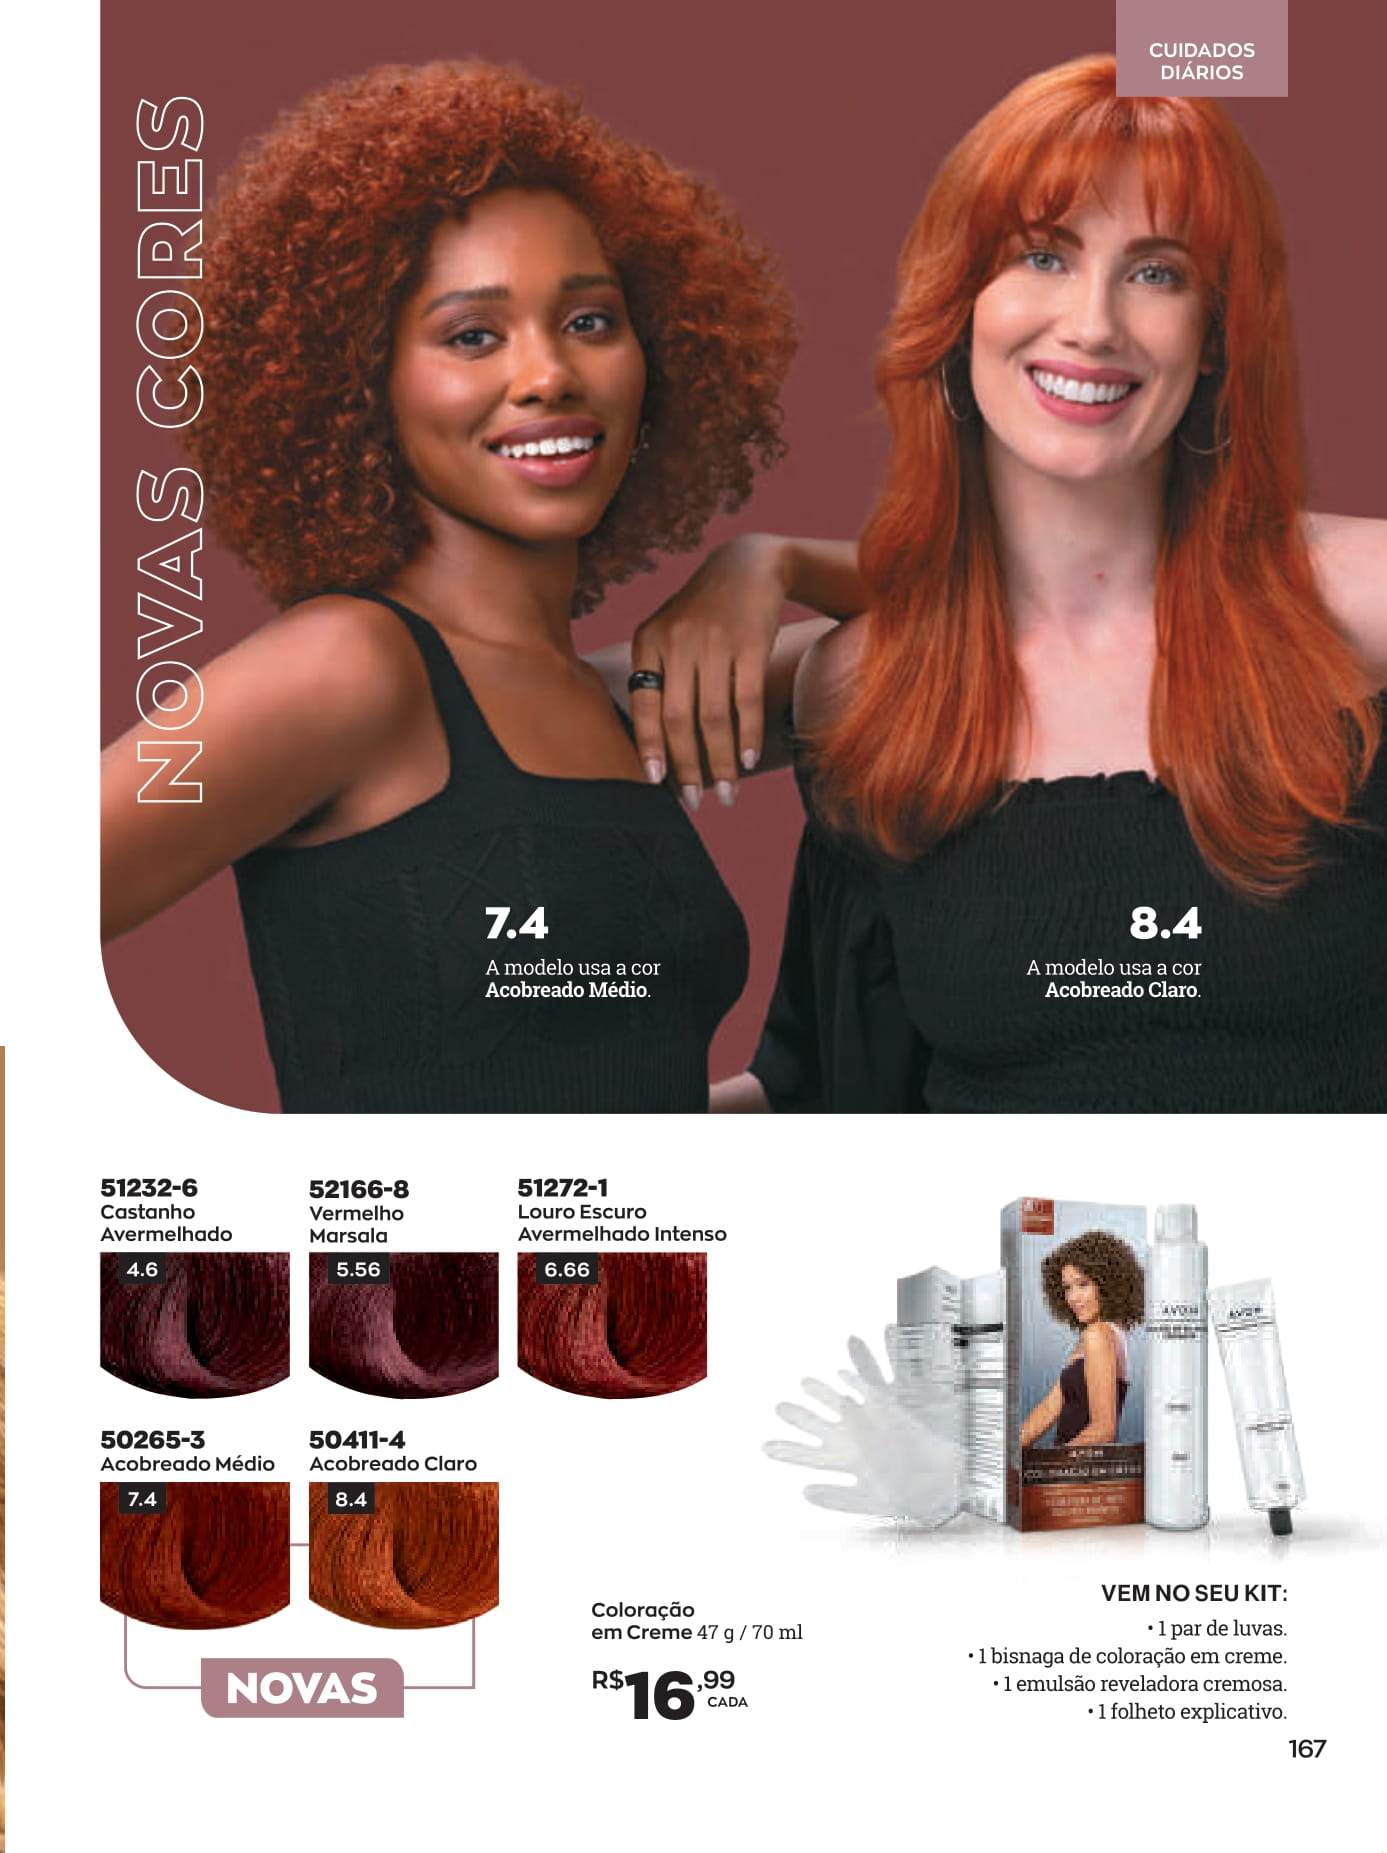 CUIDADOS
DIÁRIOS
NOVAS CORES
7.4
A modelo usa a cor
Acobreado Médio.
8.4
A modelo usa a cor
Acobreado Claro.
51232-6
Castanho
Avermelhado
4.6
52166-8
Vermelho
Marsala
5.56
51272-1
Louro Escuro
Avermelhado Intenso
6.66
50265-3
Acobreado Médio
7.4
50411-4
Acobreado Claro
8.4
NOVAS
Coloração
em Creme 47 g / 70 ml
R$16,99
CADA
AVON
AVON
AVON
VEM NO SEU KIT:
• 1 par de luvas.
• 1 bisnaga de coloração em creme.
• 1 emulsão reveladora cremosa.
• 1 folheto explicativo.
167